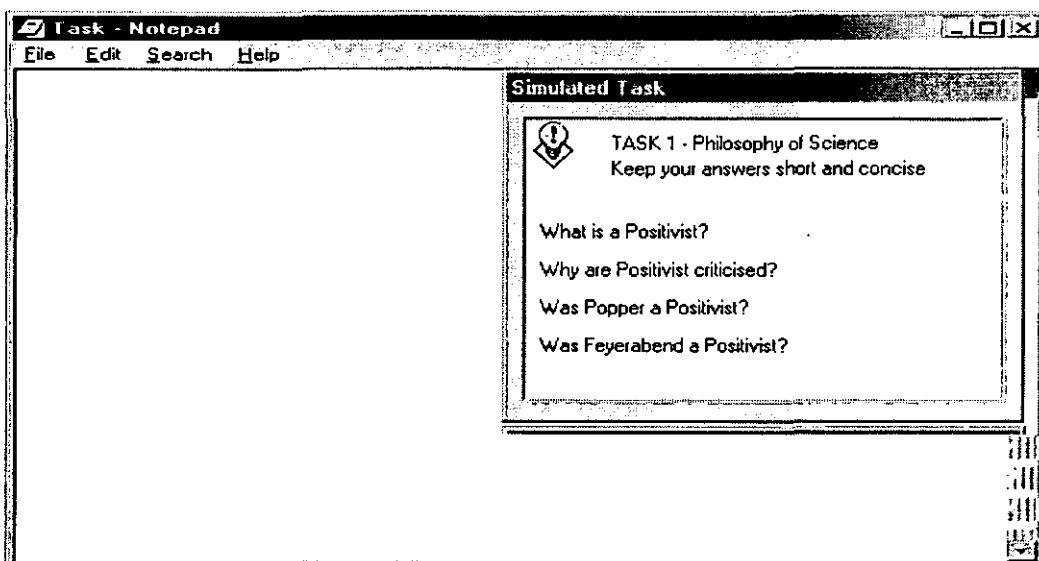 Task - Notepad
File Edit Search Help
Simulated Task
TASK 1 - Philosophy of Science
Keep your answers short and concise
What is a Positivist?
Why are Positivist criticised?
Was Popper a Positivist?
Was Feyerabend a Positivist?